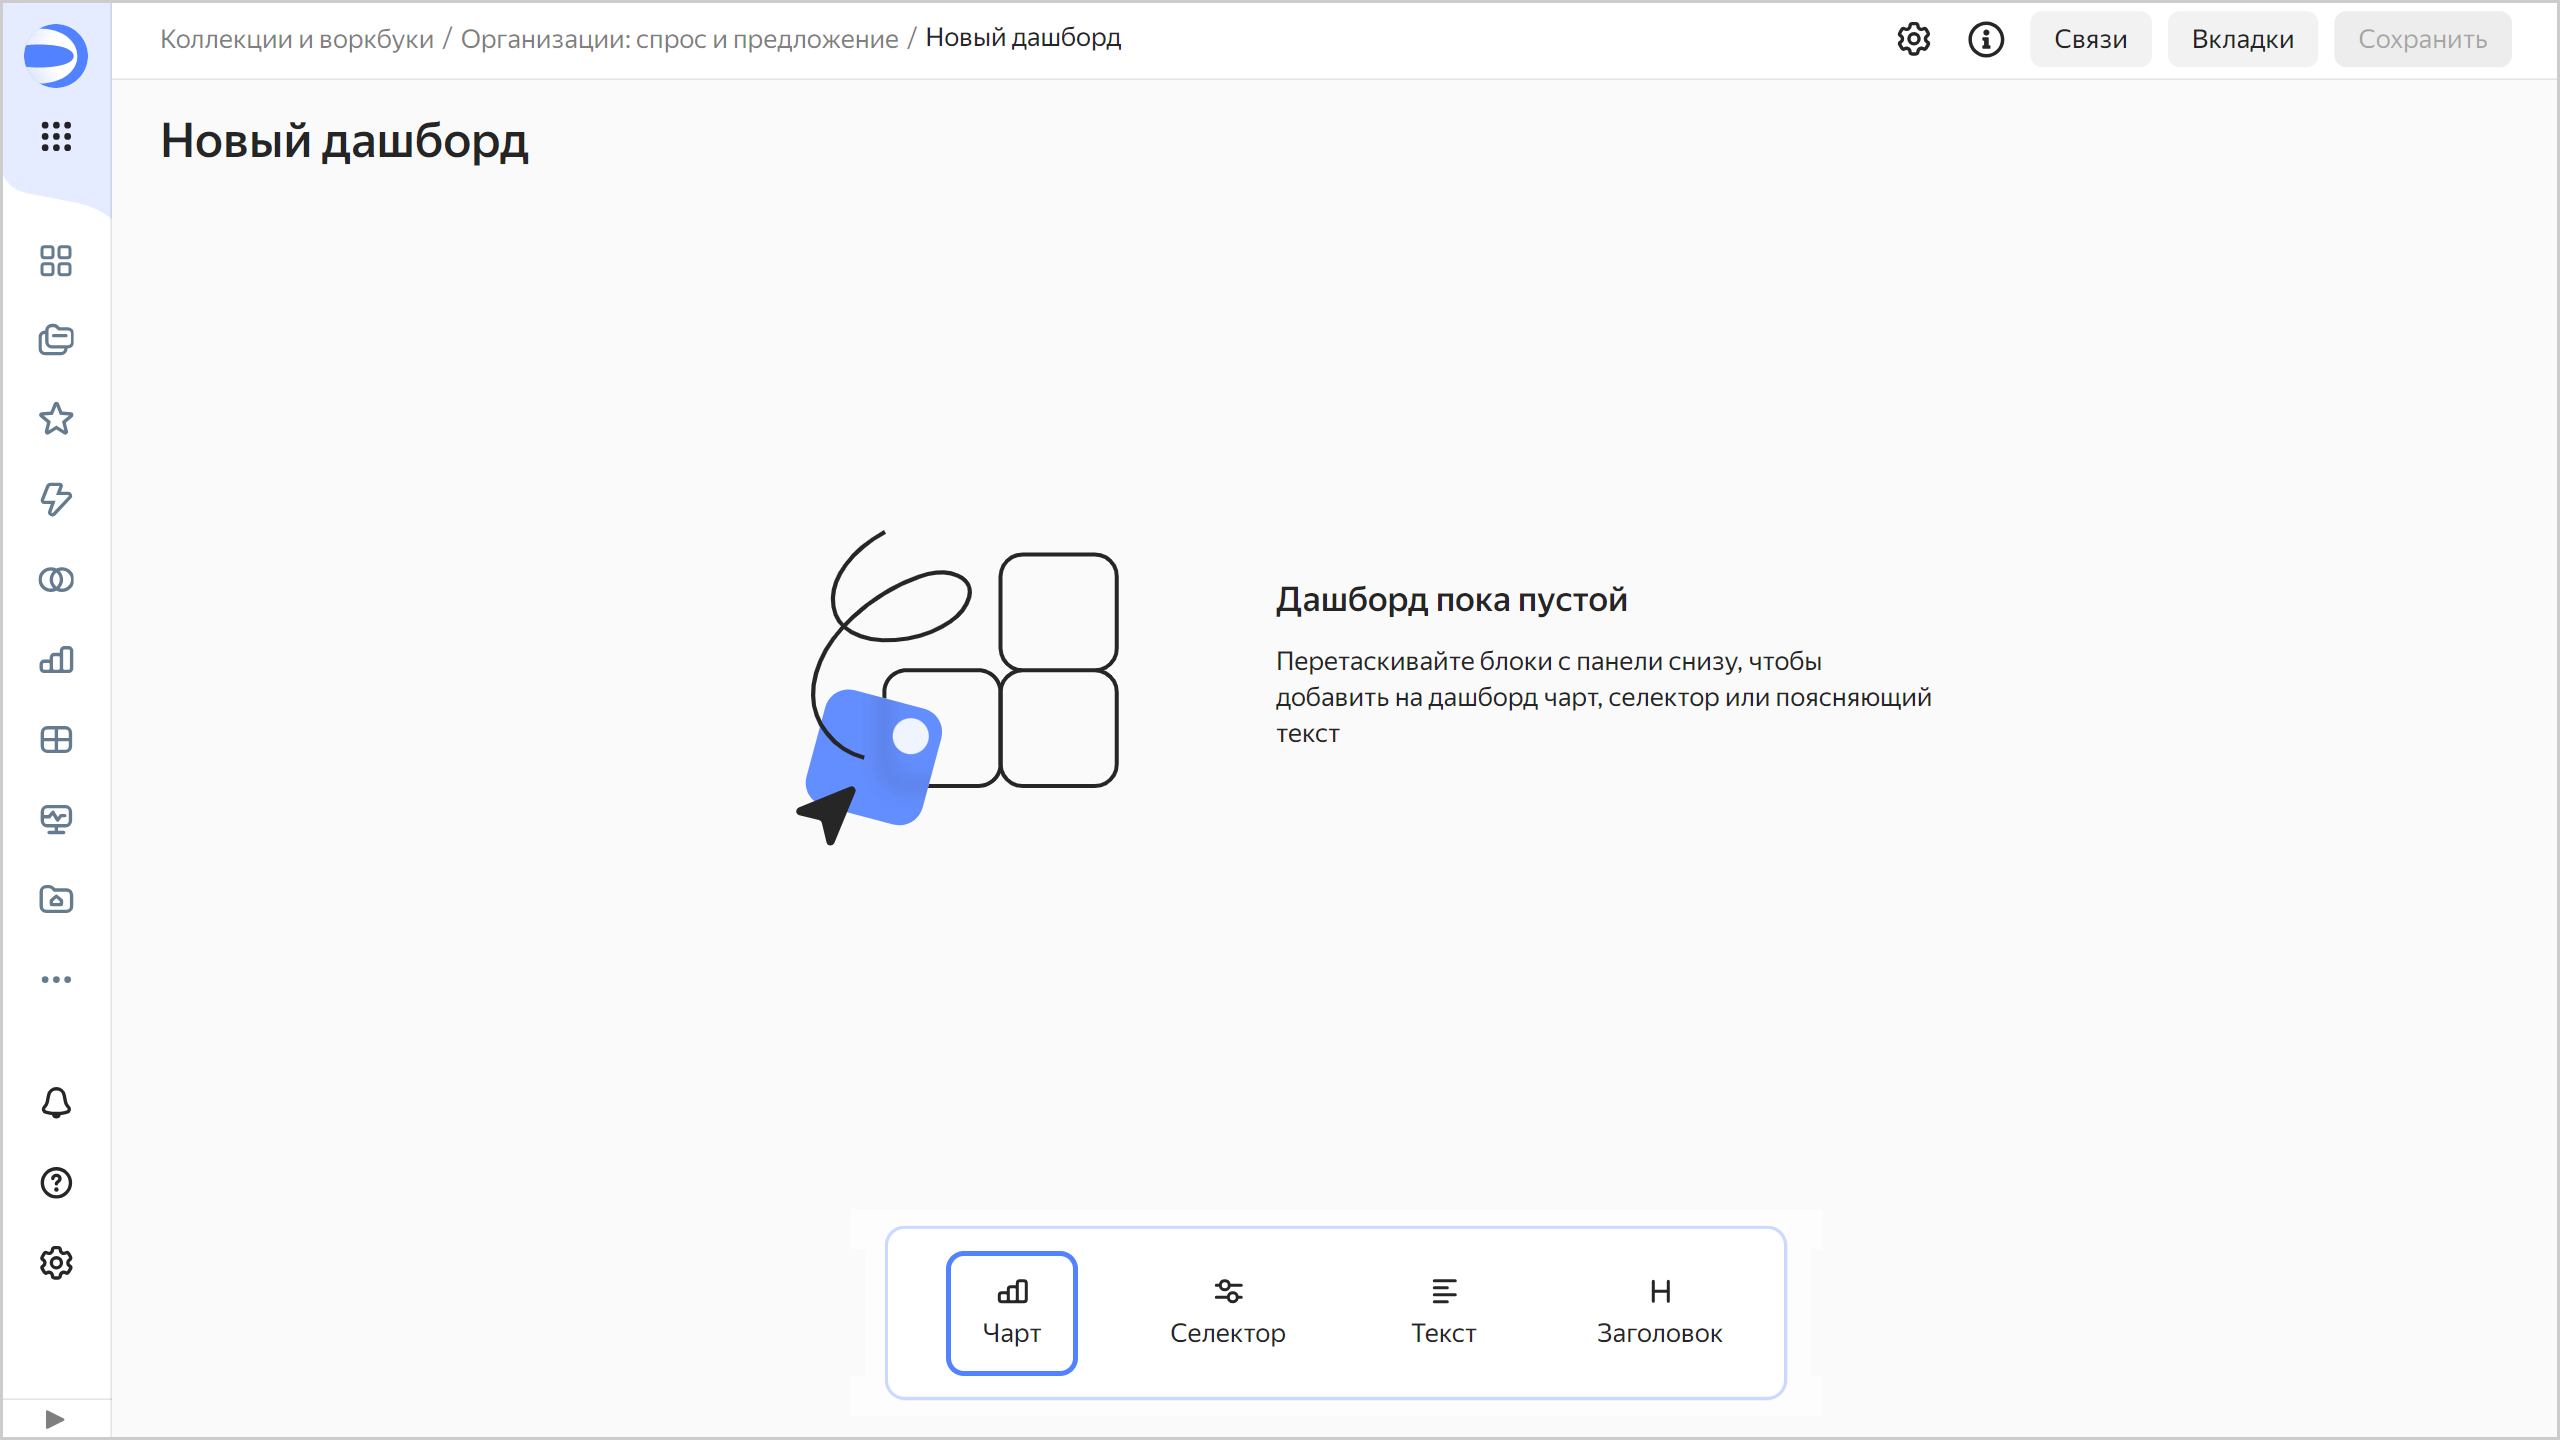 Коллекции и воркбуки / Организации: спрос и предложение / Новый дашборд
Связи
Вкладки
Сохранить
Новый дашборд
Дашборд пока пустой
Перетаскивайте блоки с панели снизу, чтобы
добавить на дашборд чарт, селектор или поясняющий
текст
Чарт
Селектор
Текст
Заголовок